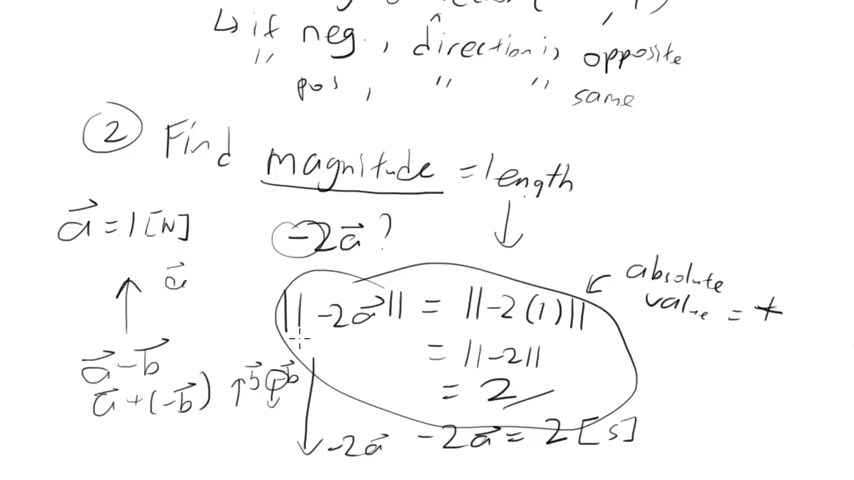 ↳ if neg, direction is opposite
" pos, " " same
② Find magnitude = length
a⃗ = 1 [N]
-2a⃗ ?
a⃗
|| -2a⃗ || = || -2 (1) ||
absolute value = +
= || -2 ||
= 2
a⃗ - b⃗
a⃗ + (-b⃗)
b⃗
-b⃗
-2a⃗
-2a⃗ = 2 [S]